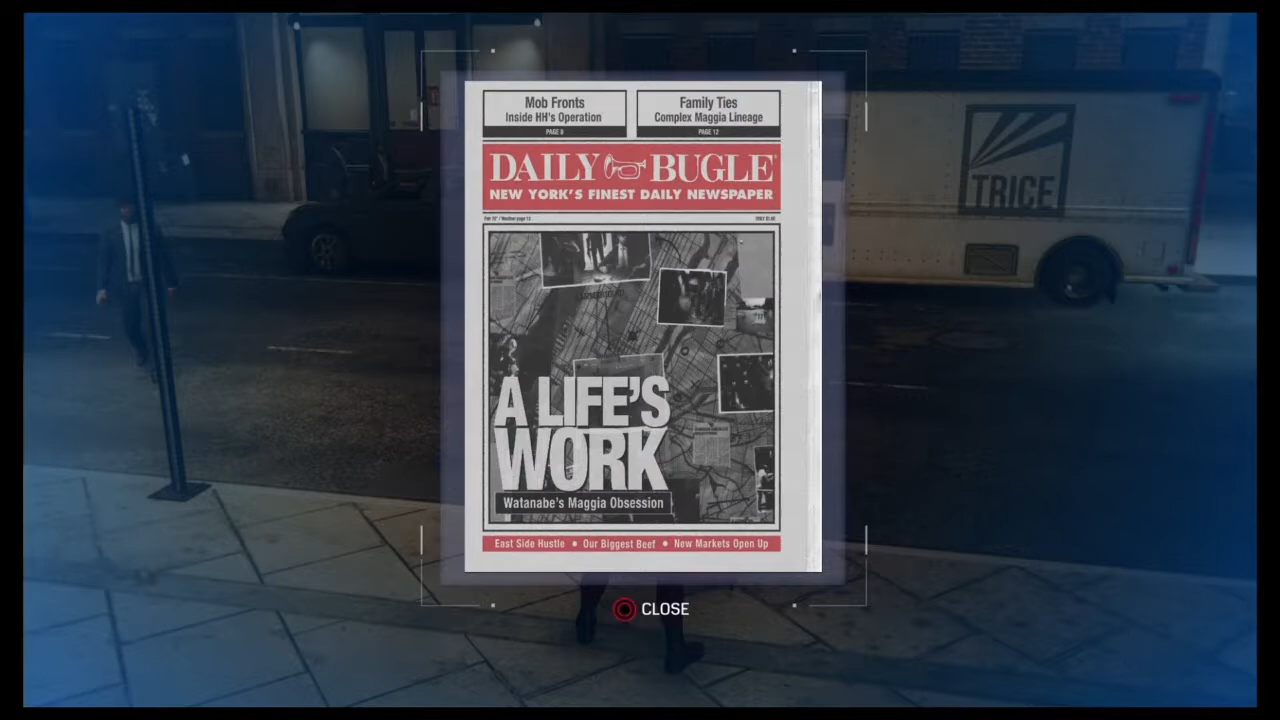 Mob Fronts
Inside HH's Operation
PAGE 8
Family Ties
Complex Maggia Lineage
PAGE 12
DAILY BUGLE
NEW YORK'S FINEST DAILY NEWSPAPER
A LIFE'S
WORK
Watanabe's Maggia Obsession
East Side Hustle • Our Biggest Beef • New Markets Open Up
TRICE
CLOSE